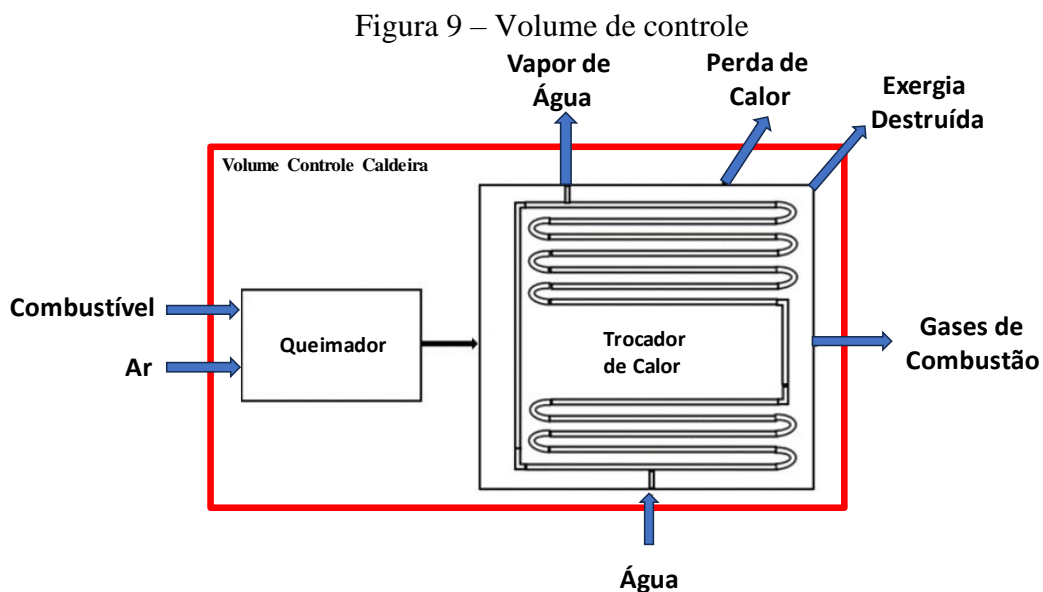 Figura 9 – Volume de controle
Vapor de
Água
Perda de
Calor
Exergia
Destruída
Volume Controle Caldeira
Combustível
Ar
Queimador
Trocador
de Calor
Gases de
Combustão
Água